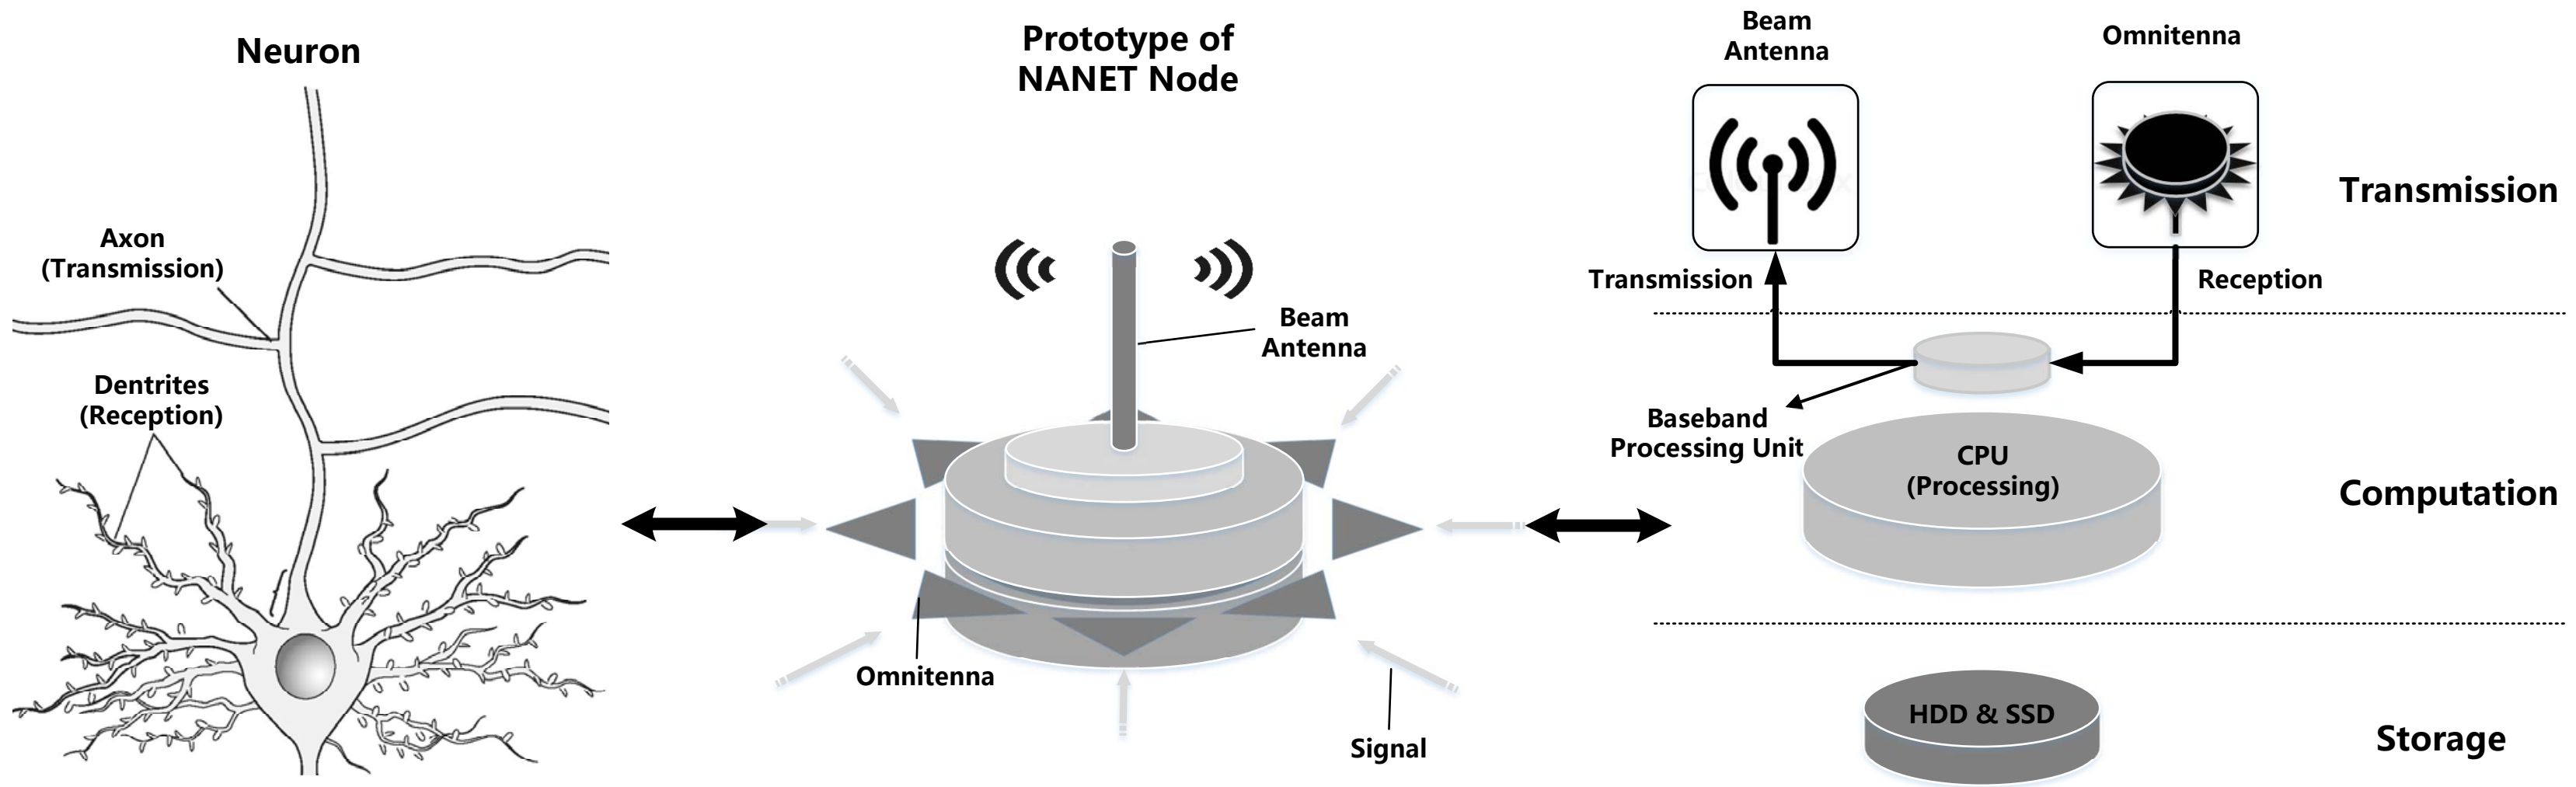 Neuron
Axon
(Transmission)
Dentrites
(Reception)
Prototype of
NANET Node
Beam
Antenna
Omnitenna
Signal
Beam
Antenna
Omnitenna
Transmission
Transmission
Reception
Baseband
Processing Unit
CPU
(Processing)
Computation
HDD & SSD
Storage